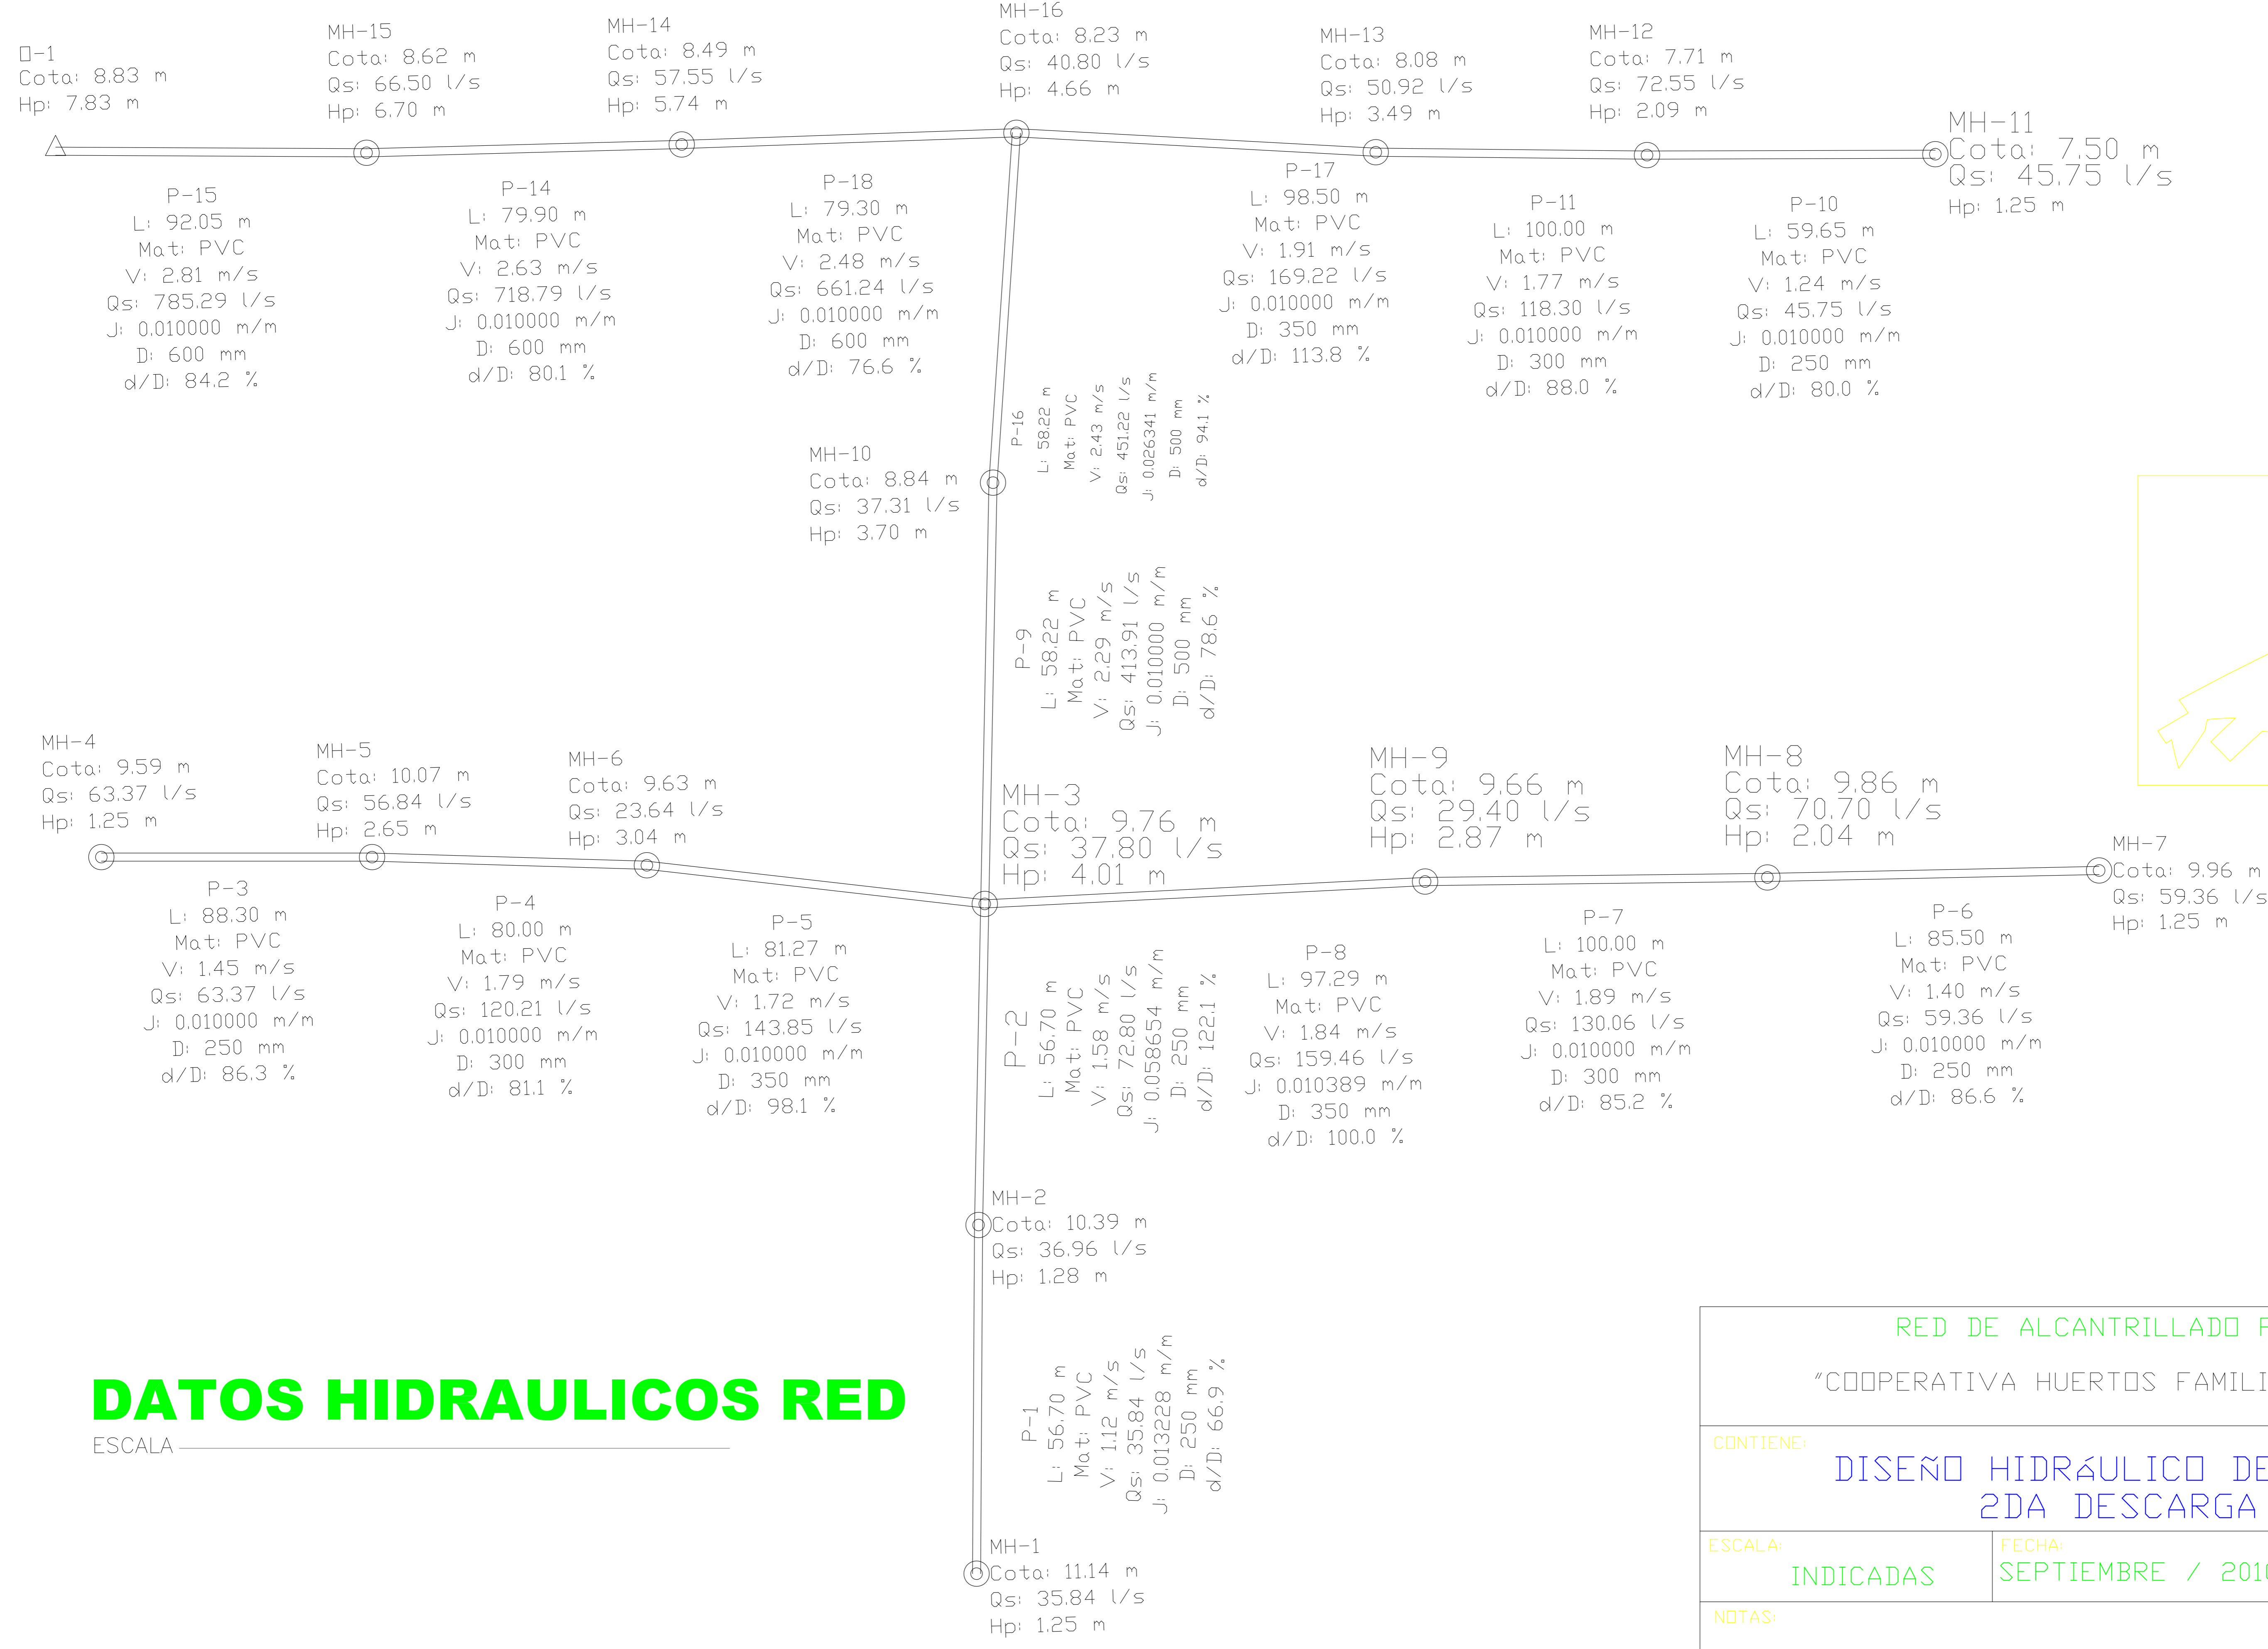 O-1
Cota: 8.83 m
Hp: 7.83 m
MH-15
Cota: 8.62 m
Qs: 66.50 l/s
Hp: 6.70 m
MH-14
Cota: 8.49 m
Qs: 57.55 l/s
Hp: 5.74 m
MH-16
Cota: 8.23 m
Qs: 40.80 l/s
Hp: 4.66 m
MH-13
Cota: 8.08 m
Qs: 50.92 l/s
Hp: 3.49 m
MH-12
Cota: 7.71 m
Qs: 72.55 l/s
Hp: 2.09 m
MH-11
Cota: 7.50 m
Qs: 45.75 l/s
Hp: 1.25 m
P-15
L: 92.05 m
Mat: PVC
V: 2.81 m/s
Qs: 785.29 l/s
J: 0.010000 m/m
D: 600 mm
d/D: 84.2 %
P-14
L: 79.90 m
Mat: PVC
V: 2.63 m/s
Qs: 718.79 l/s
J: 0.010000 m/m
D: 600 mm
d/D: 80.1 %
P-18
L: 79.30 m
Mat: PVC
V: 2.48 m/s
Qs: 661.24 l/s
J: 0.010000 m/m
D: 600 mm
d/D: 76.6 %
P-17
L: 98.50 m
Mat: PVC
V: 1.91 m/s
Qs: 169.22 l/s
J: 0.010000 m/m
D: 350 mm
d/D: 113.8 %
P-11
L: 100.00 m
Mat: PVC
V: 1.77 m/s
Qs: 118.30 l/s
J: 0.010000 m/m
D: 300 mm
d/D: 88.0 %
P-10
L: 59.65 m
Mat: PVC
V: 1.24 m/s
Qs: 45.75 l/s
J: 0.010000 m/m
D: 250 mm
d/D: 80.0 %
P-16
L: 58.22 m
Mat: PVC
V: 2.43 m/s
Qs: 451.22 l/s
J: 0.026341 m/m
D: 500 mm
d/D: 94.1 %
MH-10
Cota: 8.84 m
Qs: 37.31 l/s
Hp: 3.70 m
P-9
L: 58.22 m
Mat: PVC
V: 2.29 m/s
Qs: 413.91 l/s
J: 0.010000 m/m
D: 500 mm
d/D: 78.6 %
MH-4
Cota: 9.59 m
Qs: 63.37 l/s
Hp: 1.25 m
MH-5
Cota: 10.07 m
Qs: 56.84 l/s
Hp: 2.65 m
MH-6
Cota: 9.63 m
Qs: 23.64 l/s
Hp: 3.04 m
MH-3
Cota: 9.76 m
Qs: 37.80 l/s
Hp: 4.01 m
MH-9
Cota: 9.66 m
Qs: 29.40 l/s
Hp: 2.87 m
MH-8
Cota: 9.86 m
Qs: 70.70 l/s
Hp: 2.04 m
MH-7
Cota: 9.96 m
Qs: 59.36 l/s
Hp: 1.25 m
P-3
L: 88.30 m
Mat: PVC
V: 1.45 m/s
Qs: 63.37 l/s
J: 0.010000 m/m
D: 250 mm
d/D: 86.3 %
P-4
L: 80.00 m
Mat: PVC
V: 1.79 m/s
Qs: 120.21 l/s
J: 0.010000 m/m
D: 300 mm
d/D: 81.1 %
P-5
L: 81.27 m
Mat: PVC
V: 1.72 m/s
Qs: 143.85 l/s
J: 0.010000 m/m
D: 350 mm
d/D: 98.1 %
P-2
L: 56.70 m
Mat: PVC
V: 1.58 m/s
Qs: 72.80 l/s
J: 0.058654 m/m
D: 250 mm
d/D: 122.1 %
P-8
L: 97.29 m
Mat: PVC
V: 1.84 m/s
Qs: 159.46 l/s
J: 0.010389 m/m
D: 350 mm
d/D: 100.0 %
P-7
L: 100.00 m
Mat: PVC
V: 1.89 m/s
Qs: 130.06 l/s
J: 0.010000 m/m
D: 300 mm
d/D: 85.2 %
P-6
L: 85.50 m
Mat: PVC
V: 1.40 m/s
Qs: 59.36 l/s
J: 0.010000 m/m
D: 250 mm
d/D: 86.6 %
MH-2
Cota: 10.39 m
Qs: 36.96 l/s
Hp: 1.28 m
P-1
L: 56.70 m
Mat: PVC
V: 1.12 m/s
Qs: 35.84 l/s
J: 0.013228 m/m
D: 250 mm
d/D: 66.9 %
MH-1
Cota: 11.14 m
Qs: 35.84 l/s
Hp: 1.25 m
DATOS HIDRAULICOS RED
ESCALA
RED DE ALCANTRILLADO
"COOPERATIVA HUERTOS FAMILI
CONTIENE:
DISEÑO HIDRÁULICO DE
2DA DESCARGA
ESCALA:
INDICADAS
FECHA:
SEPTIEMBRE / 201
NOTAS: